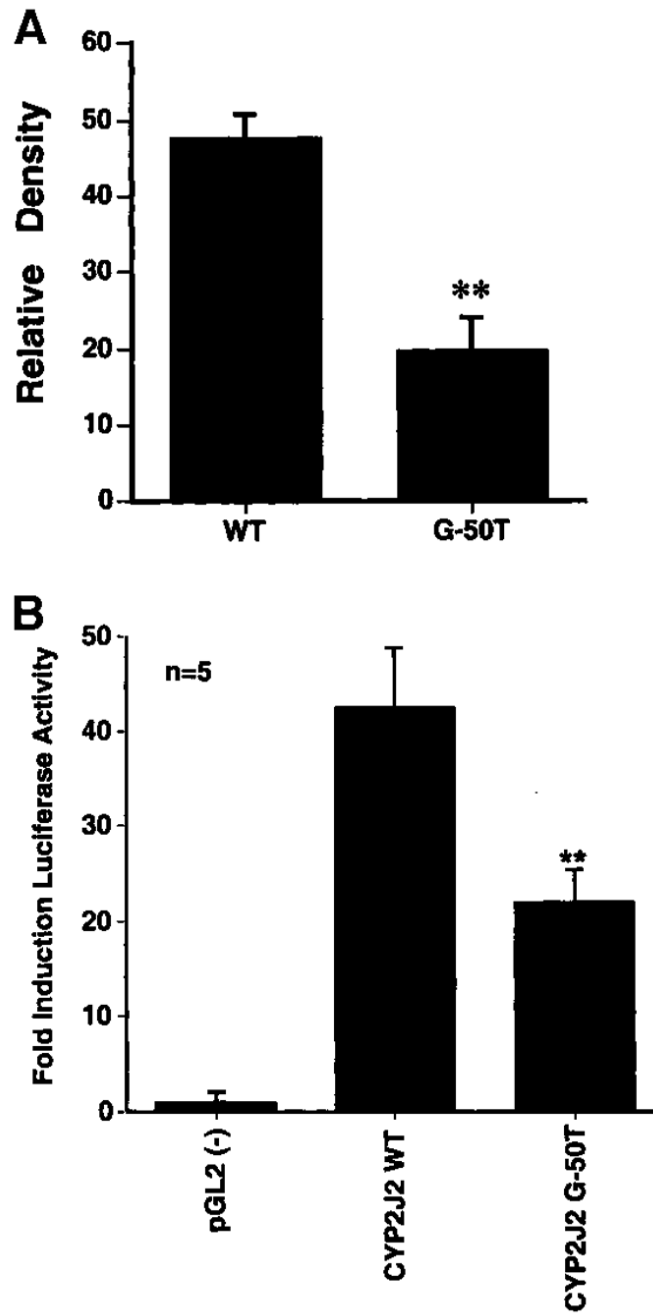 A
Relative Density
60
50
40
30
20
10
0
**
WT
G-50T
B
Fold Induction Luciferase Activity
50
40
30
20
10
0
n=5
**
pGL2 (-)
CYP2J2 WT
CYP2J2 G-50T